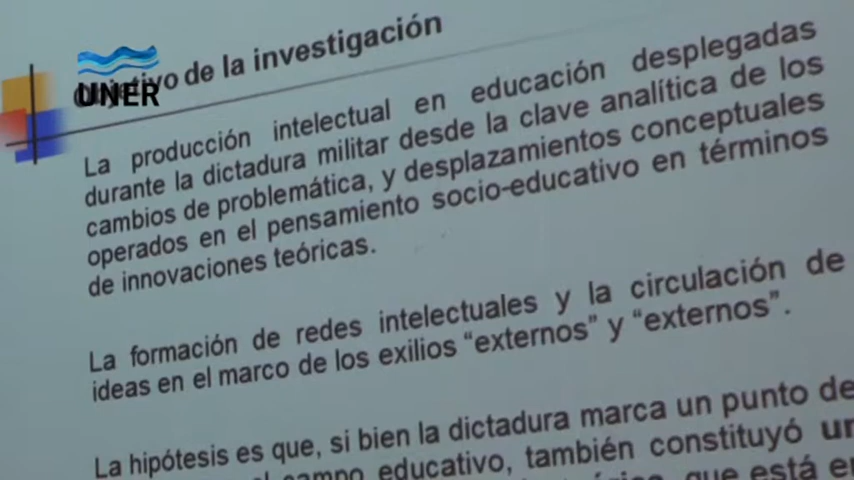 UNER
de la investigación
La producción intelectual en educación desplegadas
durante la dictadura militar desde la clave analítica de los
cambios de problemática, y desplazamientos conceptuales
operados en el pensamiento socio-educativo en términos
de innovaciones teóricas.
La formación de redes intelectuales y la circulación de
ideas en el marco de los exilios “externos” y “externos”.
La hipótesis es que, si bien la dictadura marca un punto de
campo educativo, también constituyó un
que está en